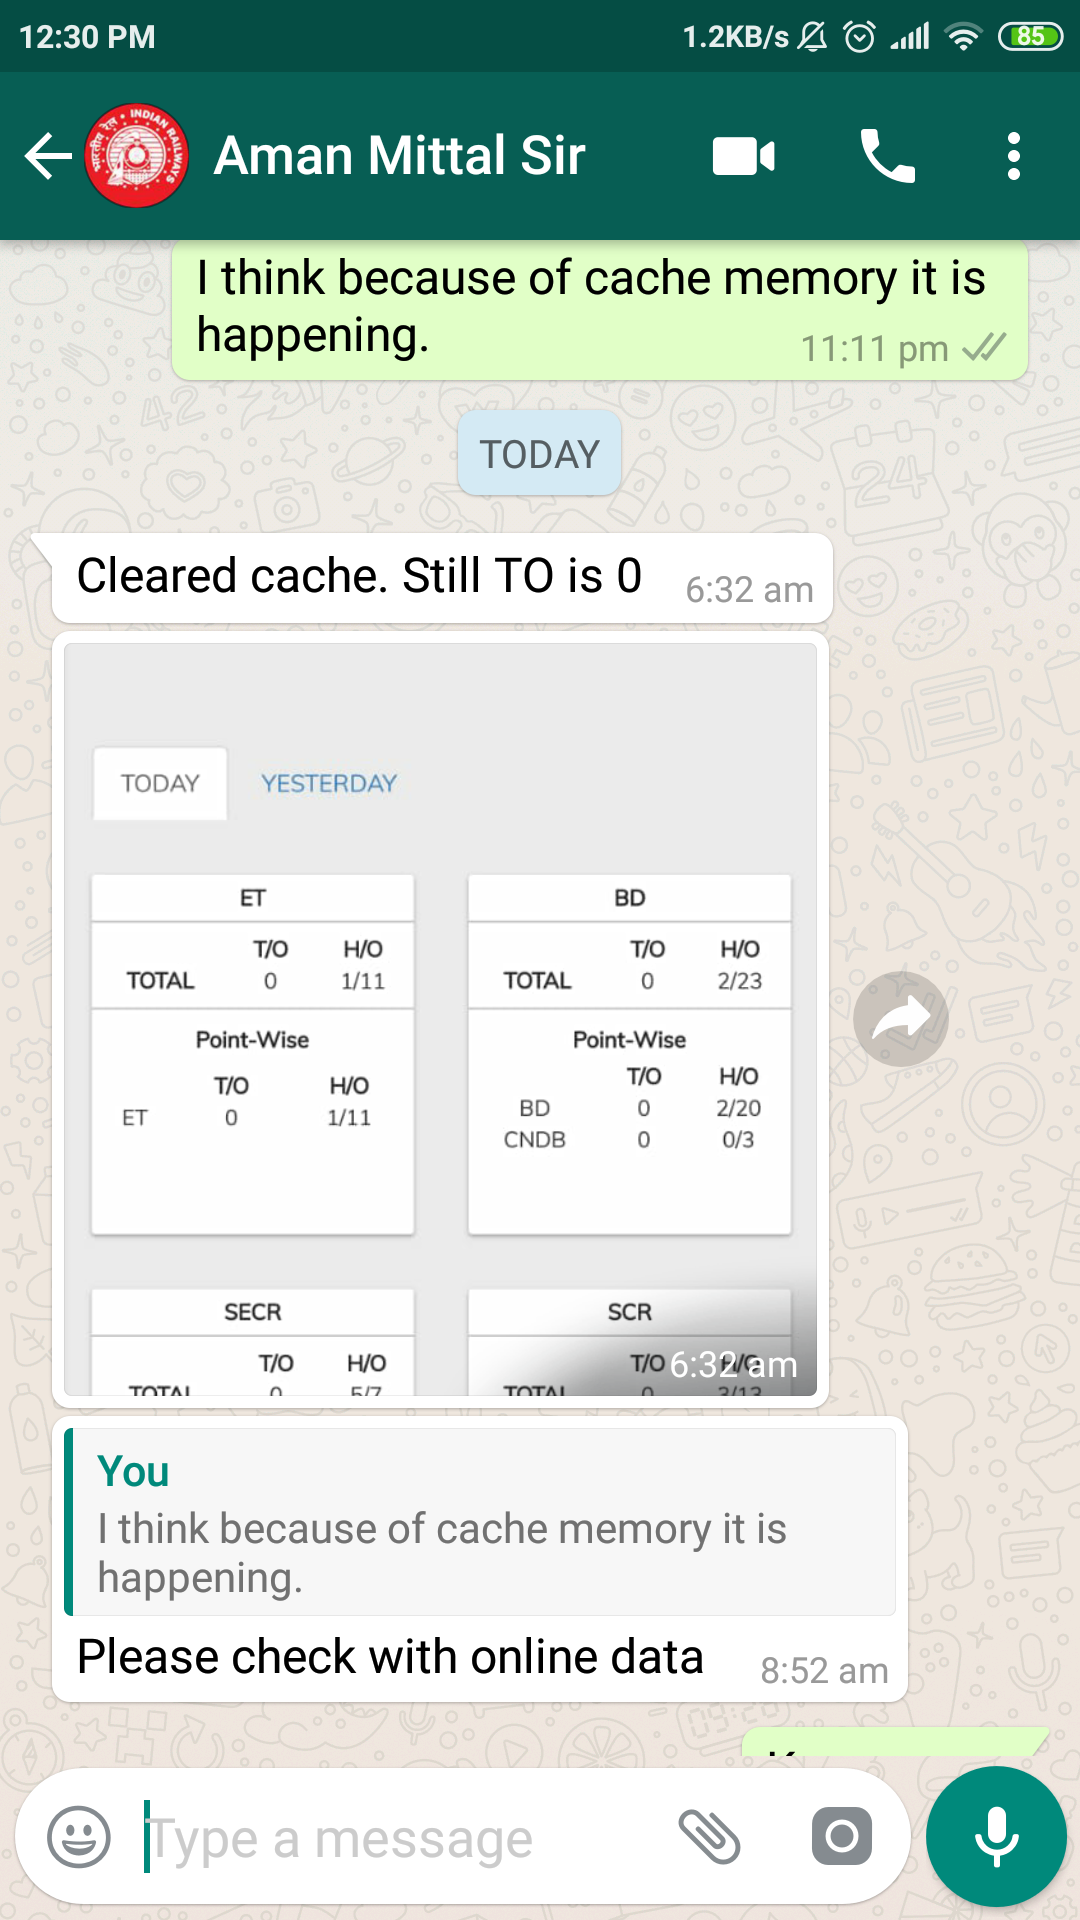 12:30 PM 1.2KB/s 85
Aman Mittal Sir
INDIAN RAILWAYS
भारतीय रेल
I think because of cache memory it is
happening.
11:11 pm
TODAY
Cleared cache. Still TO is 0
6:32 am
TODAY YESTERDAY
ET
T/O H/O
TOTAL 0 1/11
Point-Wise
T/O H/O
ET 0 1/11
BD
T/O H/O
TOTAL 0 2/23
Point-Wise
T/O H/O
BD 0 2/20
CNDB 0 0/3
SECR
T/O H/O
TOTAL 0 5/7
SCR
T/O H/O
TOTAL 0 3/13
6:32 am
You
I think because of cache memory it is
happening.
Please check with online data
8:52 am
Type a message